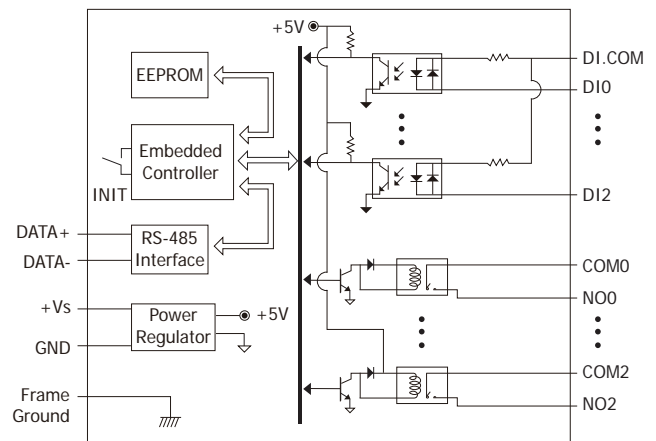 +5V
EEPROM
Embedded
Controller
INIT
RS-485
Interface
DATA+
DATA-
+Vs
GND
Power
Regulator
+5V
Frame
Ground
DI.COM
DI0
DI2
COM0
NO0
COM2
NO2